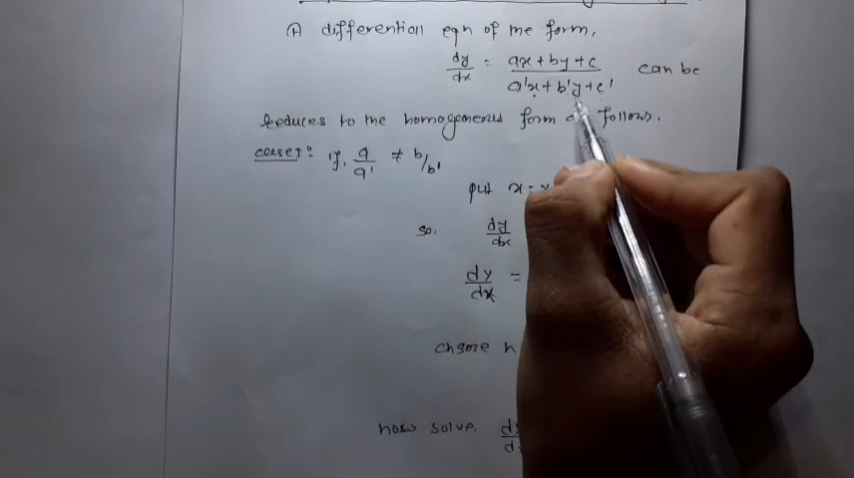 A differential eqn of the form,
dy/dx = ax + by + c / a'x + b'y + c' can be
reduces to the homogeneous form follows.
case I: if, a/a' ≠ b/b'
put x =
so, dy/dx
dy/dx =
choose h
now solve,